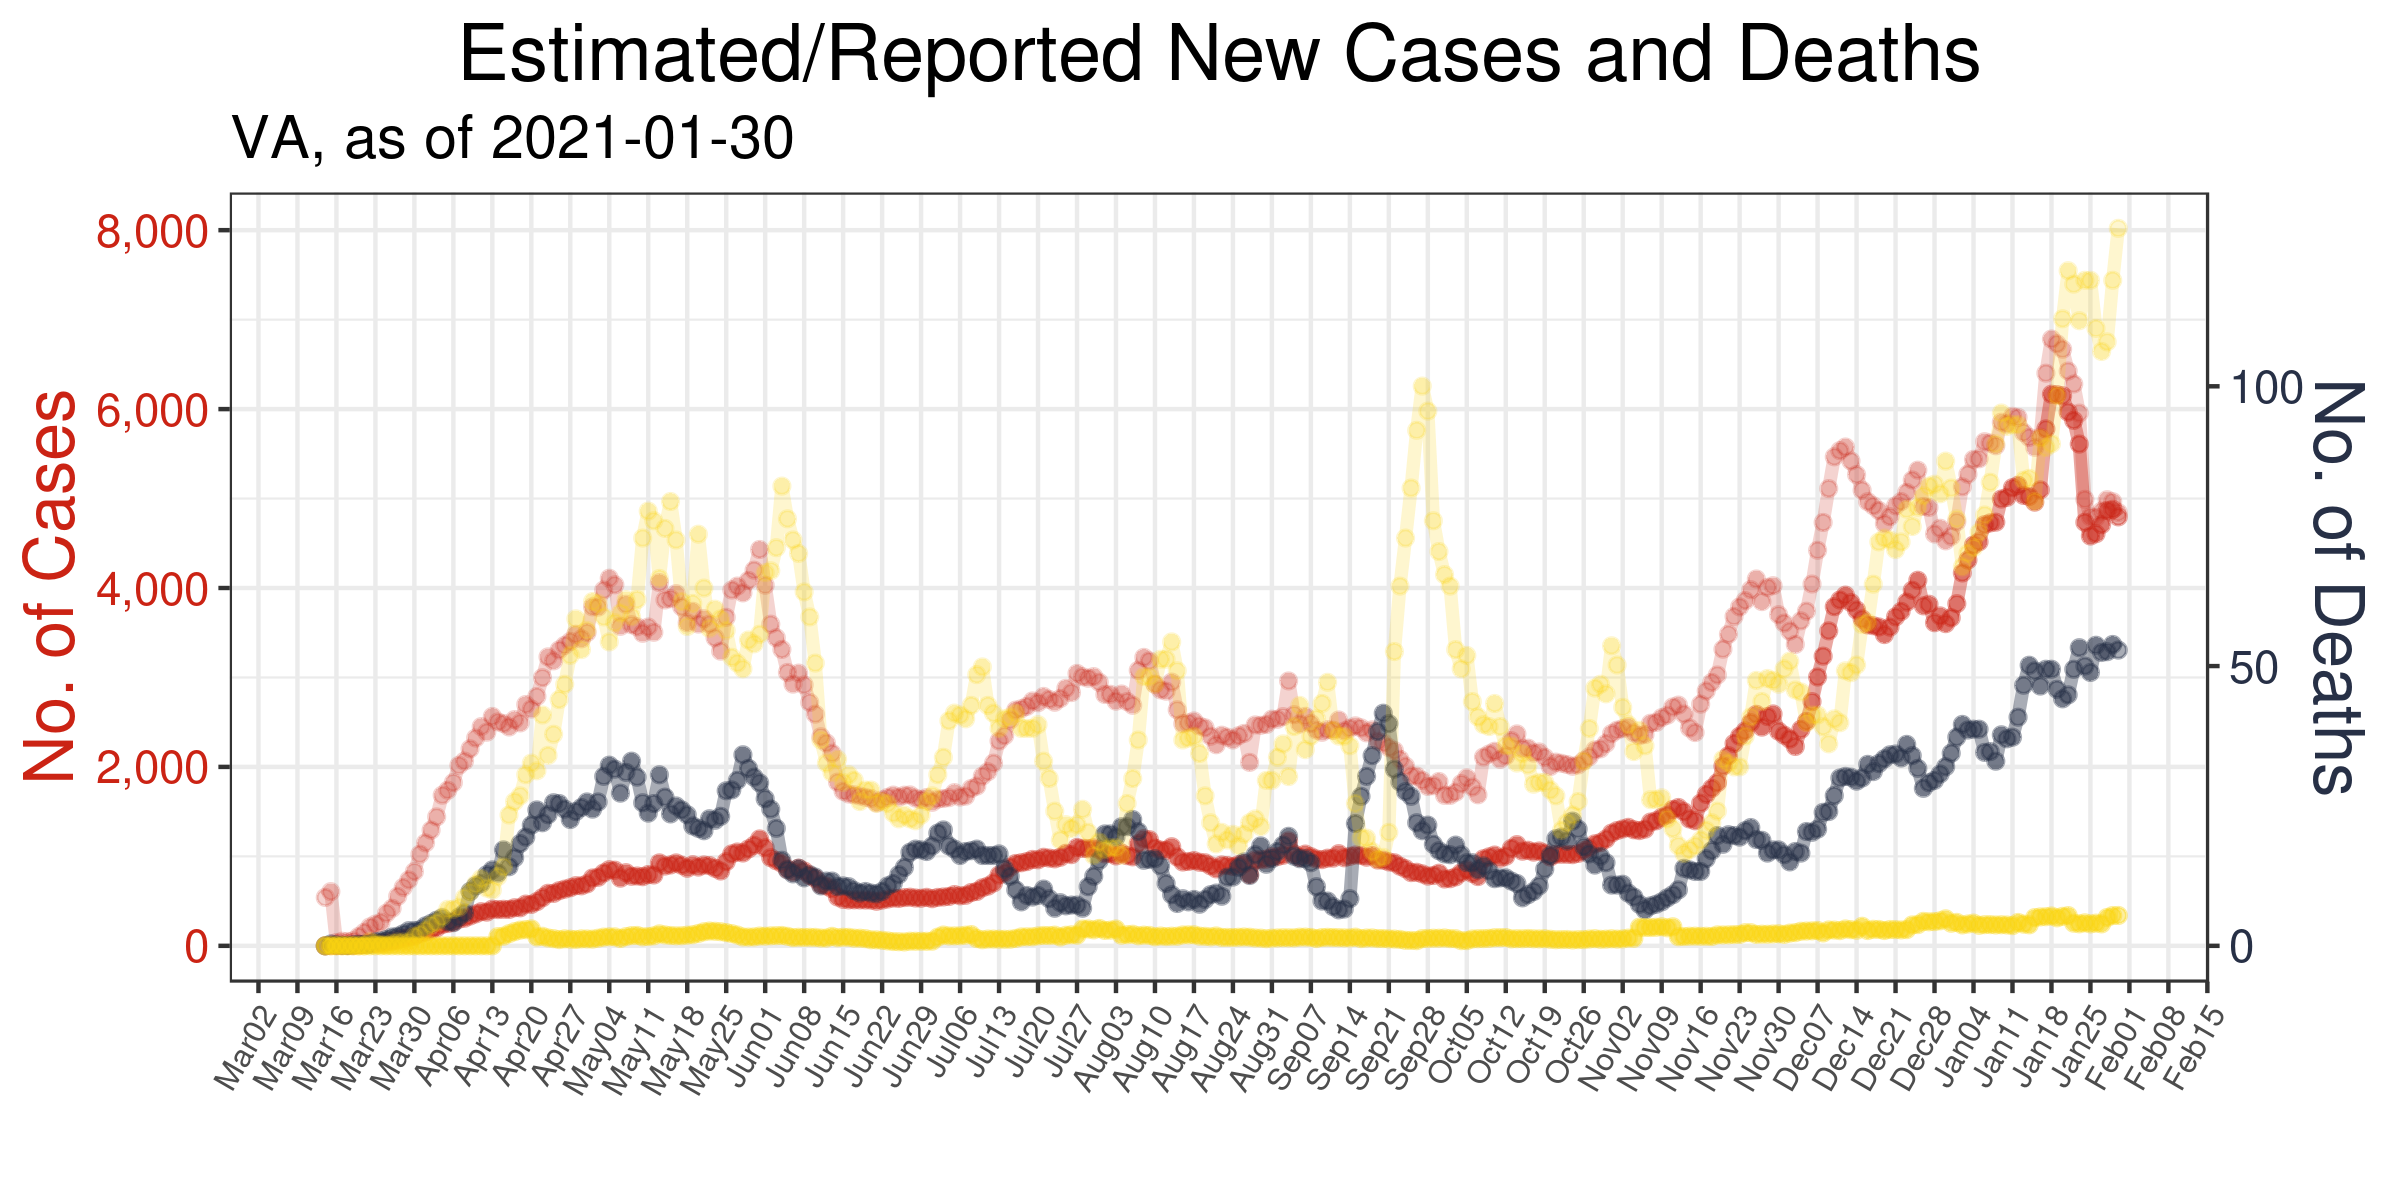 Estimated/Reported New Cases and Deaths
VA, as of 2021-01-30
No. of Cases
8,000
6,000
4,000
2,000
0
100
50
0
No. of Deaths
Mar02
Mar09
Mar16
Mar23
Mar30
Apr06
Apr13
Apr20
Apr27
May04
May11
May18
May25
Jun01
Jun08
Jun15
Jun22
Jun29
Jul06
Jul13
Jul20
Jul27
Aug03
Aug10
Aug17
Aug24
Aug31
Sep07
Sep14
Sep21
Sep28
Oct05
Oct12
Oct19
Oct26
Nov02
Nov09
Nov16
Nov23
Nov30
Dec07
Dec14
Dec21
Dec28
Jan04
Jan11
Jan18
Jan25
Feb01
Feb08
Feb15